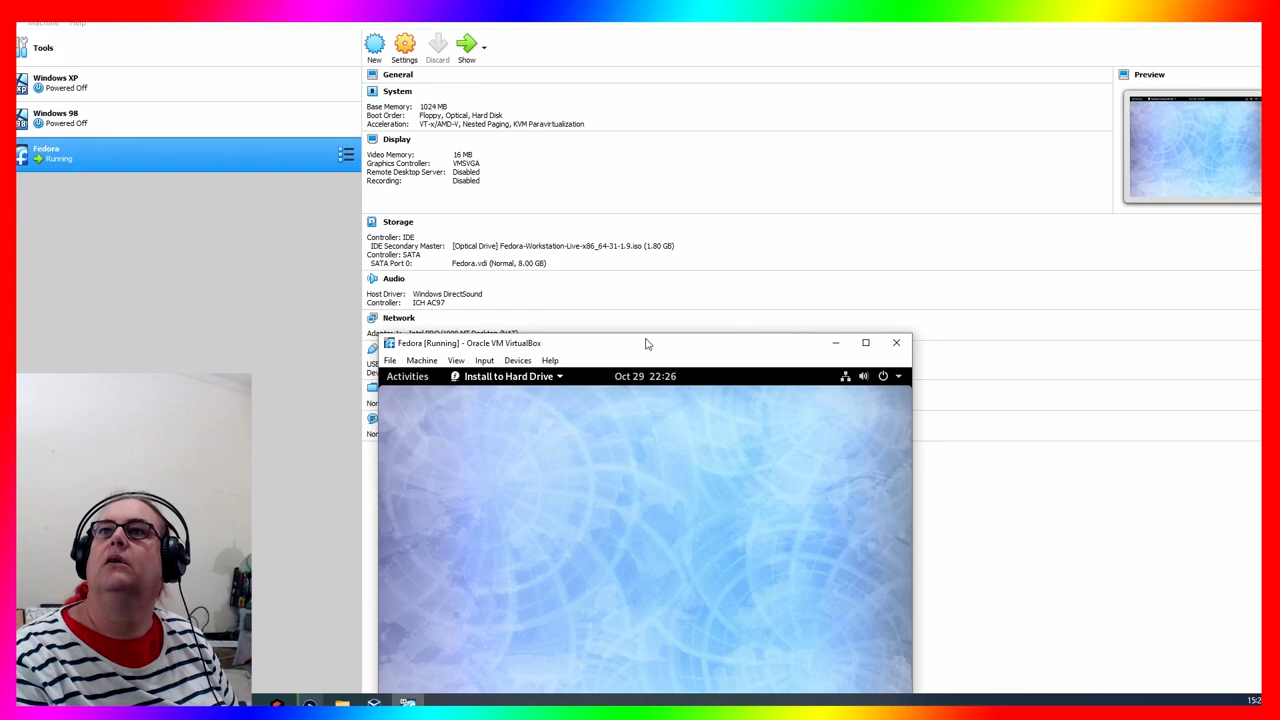 Machine Help
Tools
Windows XP
Powered Off
Windows 98
Powered Off
Fedora
Running
New
Settings
Discard
Show
General
System
Base Memory: 1024 MB
Boot Order: Floppy, Optical, Hard Disk
Acceleration: VT-x/AMD-V, Nested Paging, KVM Paravirtualization
Display
Video Memory: 16 MB
Graphics Controller: VMSVGA
Remote Desktop Server: Disabled
Recording: Disabled
Storage
Controller: IDE
IDE Secondary Master: [Optical Drive] Fedora-Workstation-Live-x86_64-31-1.9.iso (1.80 GB)
Controller: SATA
SATA Port 0: Fedora.vdi (Normal, 8.00 GB)
Audio
Host Driver: Windows DirectSound
Controller: ICH AC97
Network
Preview
Fedora [Running] - Oracle VM VirtualBox
File Machine View Input Devices Help
Activities Install to Hard Drive Oct 29 22:26